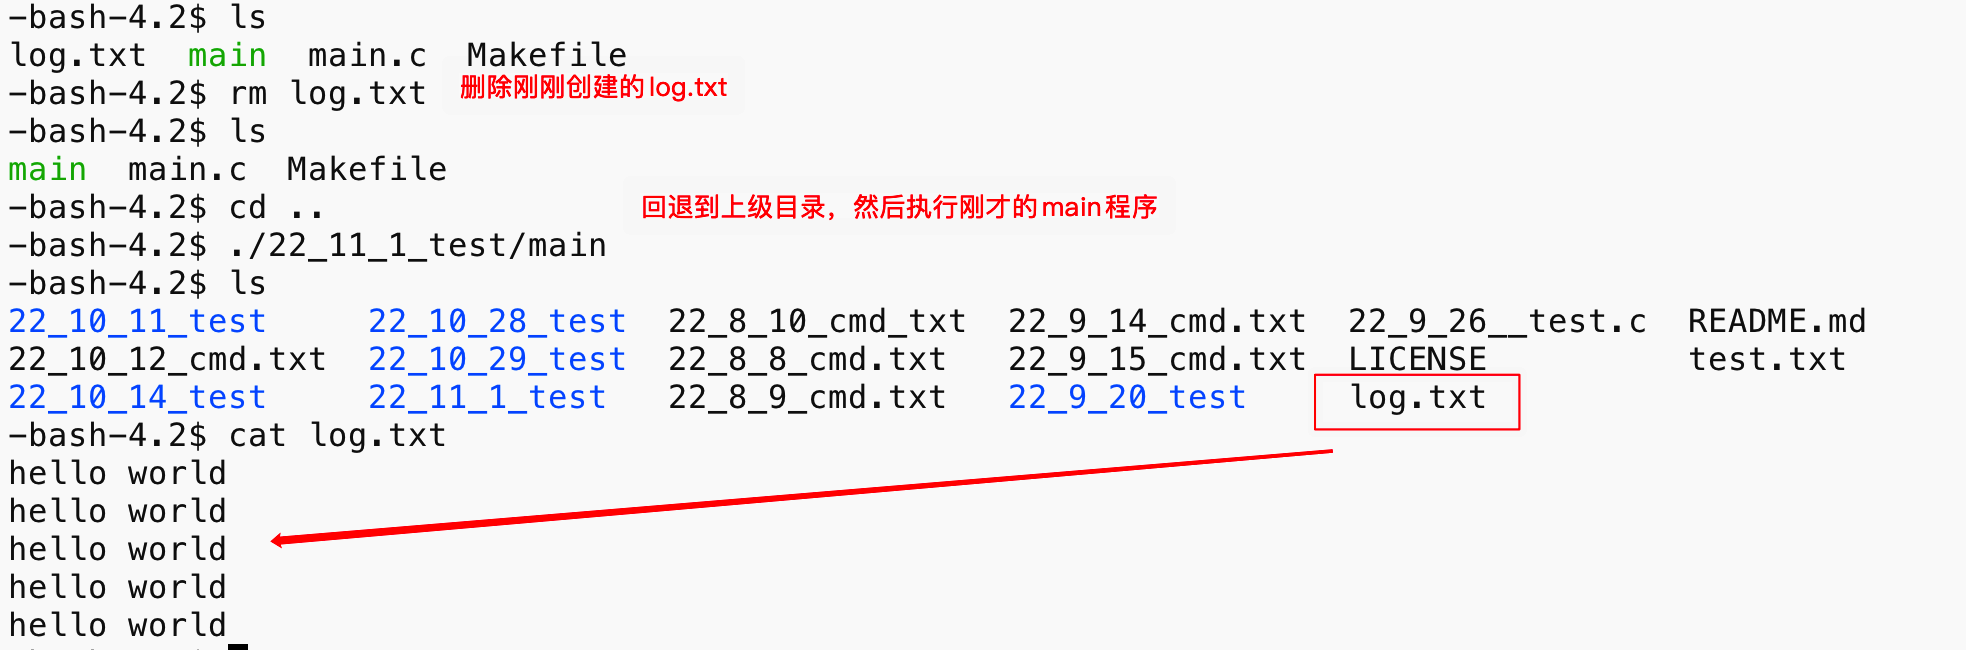 -bash-4.2$ ls
log.txt  main  main.c  Makefile
-bash-4.2$ rm log.txt 删除刚刚创建的log.txt
-bash-4.2$ ls
main  main.c  Makefile
-bash-4.2$ cd .. 回退到上级目录，然后执行刚才的main程序
-bash-4.2$ ./22_11_1_test/main
-bash-4.2$ ls
22_10_11_test     22_10_28_test  22_8_10_cmd_txt  22_9_14_cmd.txt  22_9_26__test.c  README.md
22_10_12_cmd.txt  22_10_29_test  22_8_8_cmd.txt   22_9_15_cmd.txt  LICENSE          test.txt
22_10_14_test     22_11_1_test   22_8_9_cmd.txt   22_9_20_test     log.txt
-bash-4.2$ cat log.txt
hello world
hello world
hello world
hello world
hello world